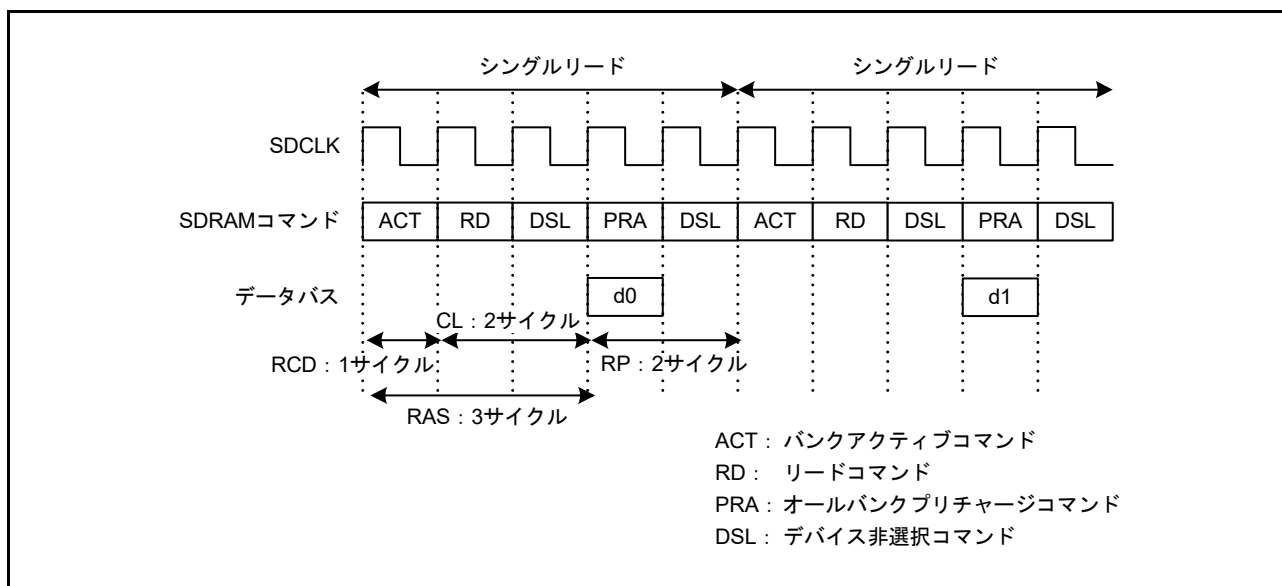 シングルリード シングルリード
SDCLK
SDRAMコマンド ACT RD DSL PRA DSL ACT RD DSL PRA DSL
データバス d0 d1
CL：2サイクル
RCD：1サイクル RP：2サイクル
RAS：3サイクル
ACT： バンクアクティブコマンド
RD： リードコマンド
PRA：オールバンクプリチャージコマンド
DSL： デバイス非選択コマンド